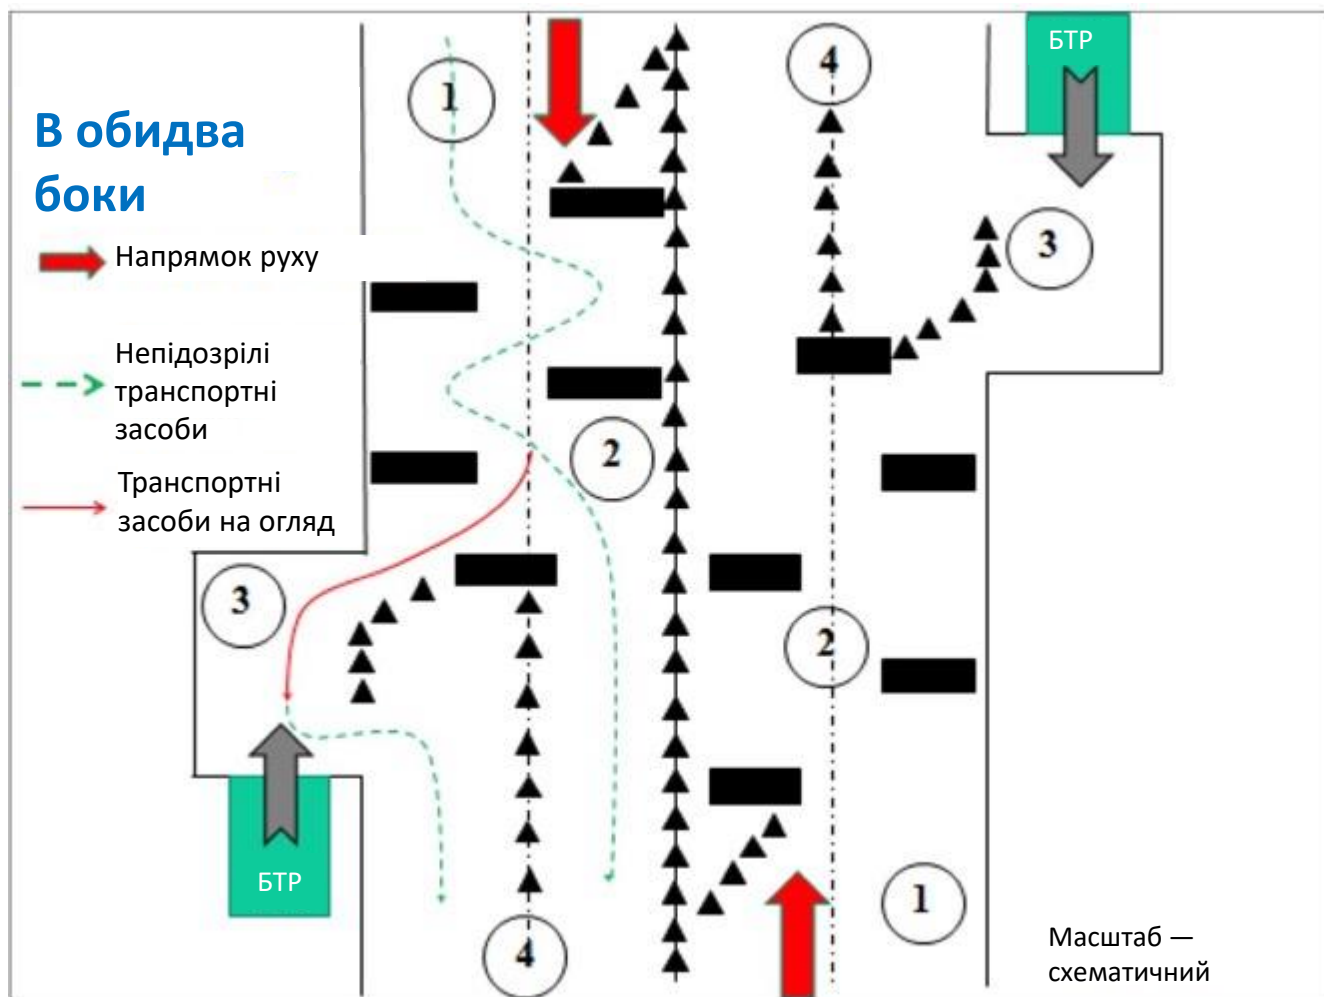 БТР
4
1
В обидва
боки
3
Напрямок руху
Непідозрілі
транспортні
засоби
2
Транспортні
засоби на огляд
3
2
БТР
1
4
Масштаб —
схематичний